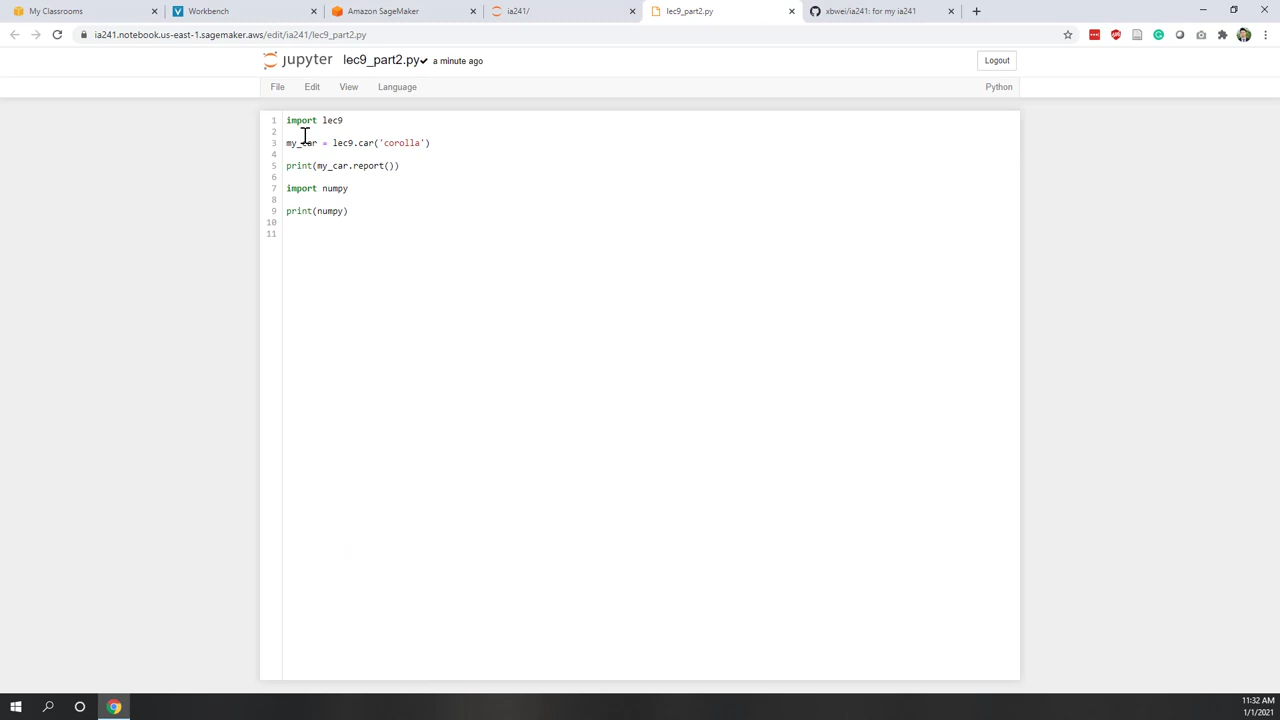 My Classrooms
Workbench
Amazon SageMaker
ia241/
lec9_part2.py
xbwei/ia241: for my ia241
ia241.notebook.us-east-1.sagemaker.aws/edit/ia241/lec9_part2.py
jupyter lec9_part2.py a minute ago Logout
File Edit View Language Python
1 import lec9
2
3 my_car = lec9.car('corolla')
4
5 print(my_car.report())
6
7 import numpy
8
9 print(numpy)
10
11
11:32 AM
1/1/2021